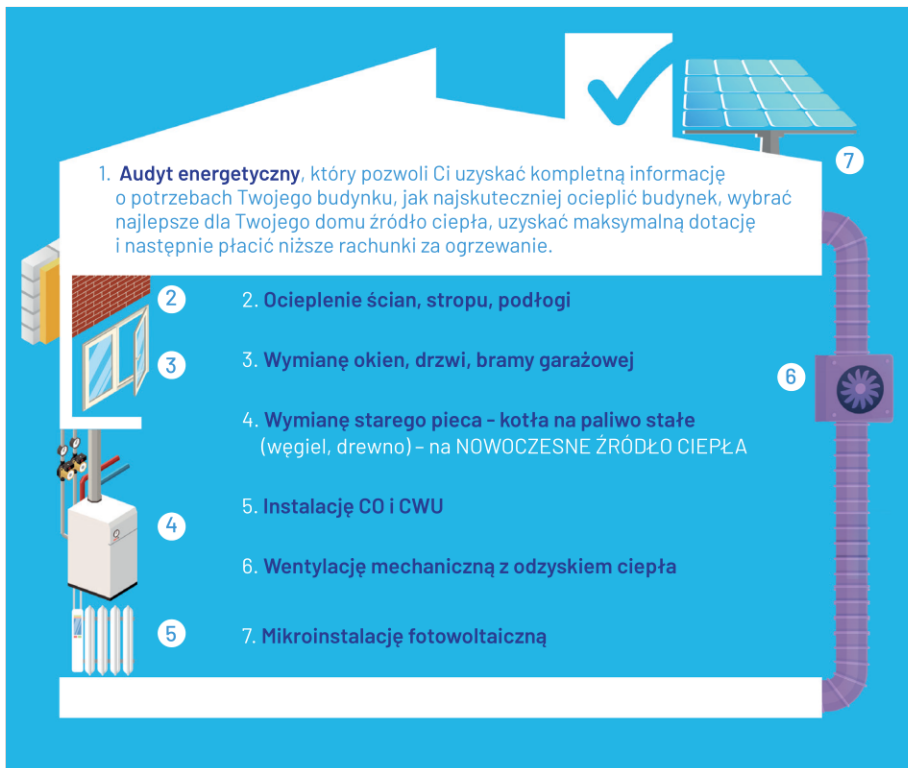 1. Audyt energetyczny, który pozwoli Ci uzyskać kompletną informację
o potrzebach Twojego budynku, jak najskuteczniej ocieplić budynek, wybrać
najlepsze dla Twojego domu źródło ciepła, uzyskać maksymalną dotację
i następnie płacić niższe rachunki za ogrzewanie.
7
2
2. Ocieplenie ścian, stropu, podłogi
3
3. Wymianę okien, drzwi, bramy garażowej
6
4. Wymianę starego pieca - kotła na paliwo stałe
(węgiel, drewno) – na NOWOCZESNE ŹRÓDŁO CIEPŁA
4
5. Instalację CO i CWU
6. Wentylację mechaniczną z odzyskiem ciepła
5
7. Mikroinstalację fotowoltaiczną